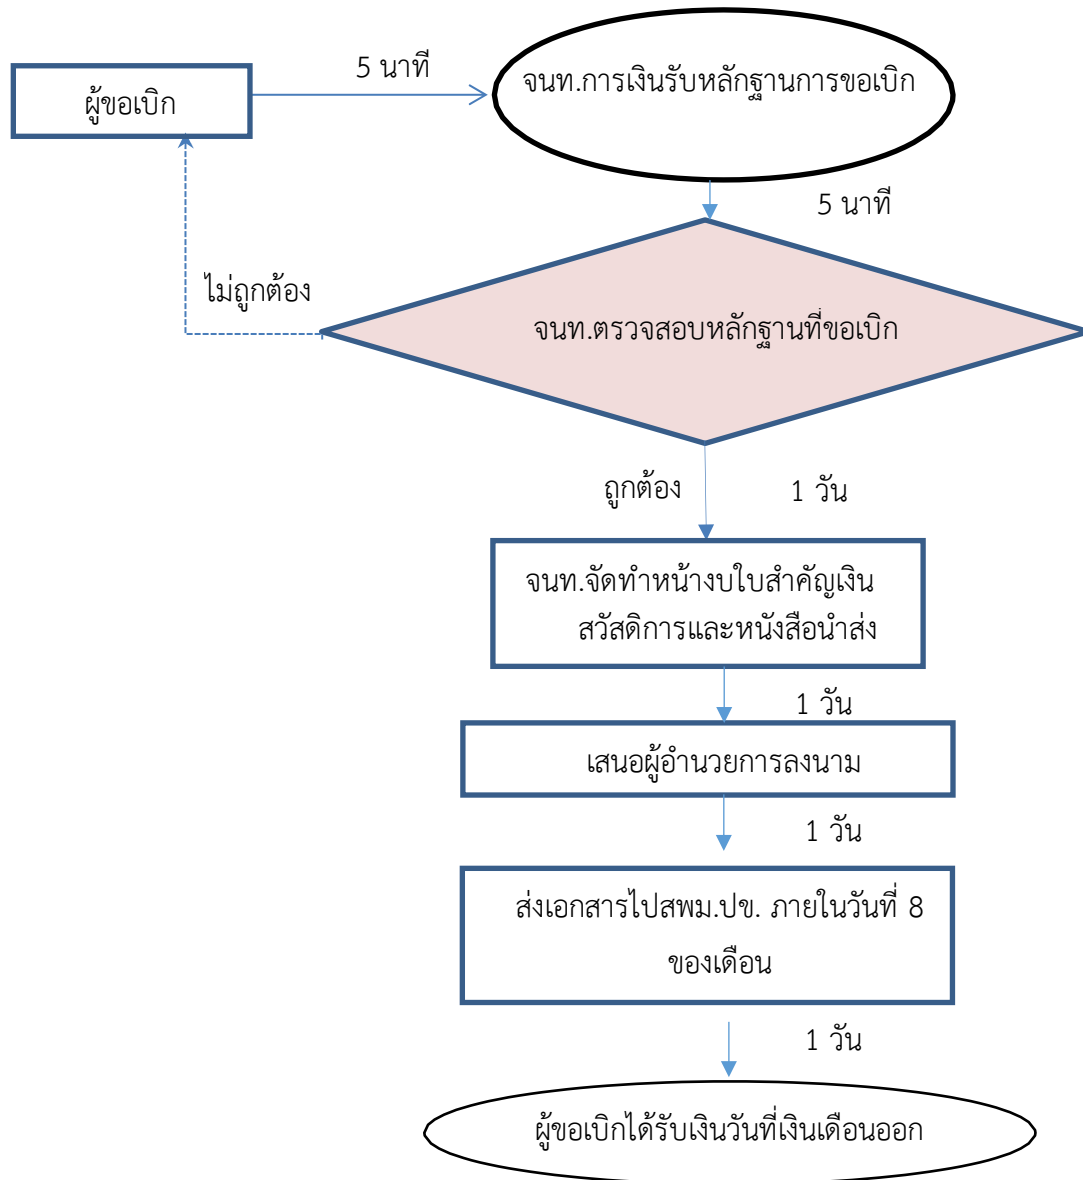 5 นาที
จนท.การเงินรับหลักฐานการขอเบิก
ผู้ขอเบิก
5 นาที
ไม่ถูกต้อง
จนท.ตรวจสอบหลักฐานที่ขอเบิก
ถูกต้อง
1 วัน
จนท.จัดทำหน้างบใบสำคัญเงิน
สวัสดิการและหนังสือนำส่ง
1 วัน
เสนอผู้อำนวยการลงนาม
1 วัน
ส่งเอกสารไปสพม.ปข. ภายในวันที่ 8
ของเดือน
1 วัน
ผู้ขอเบิกได้รับเงินวันที่เงินเดือนออก